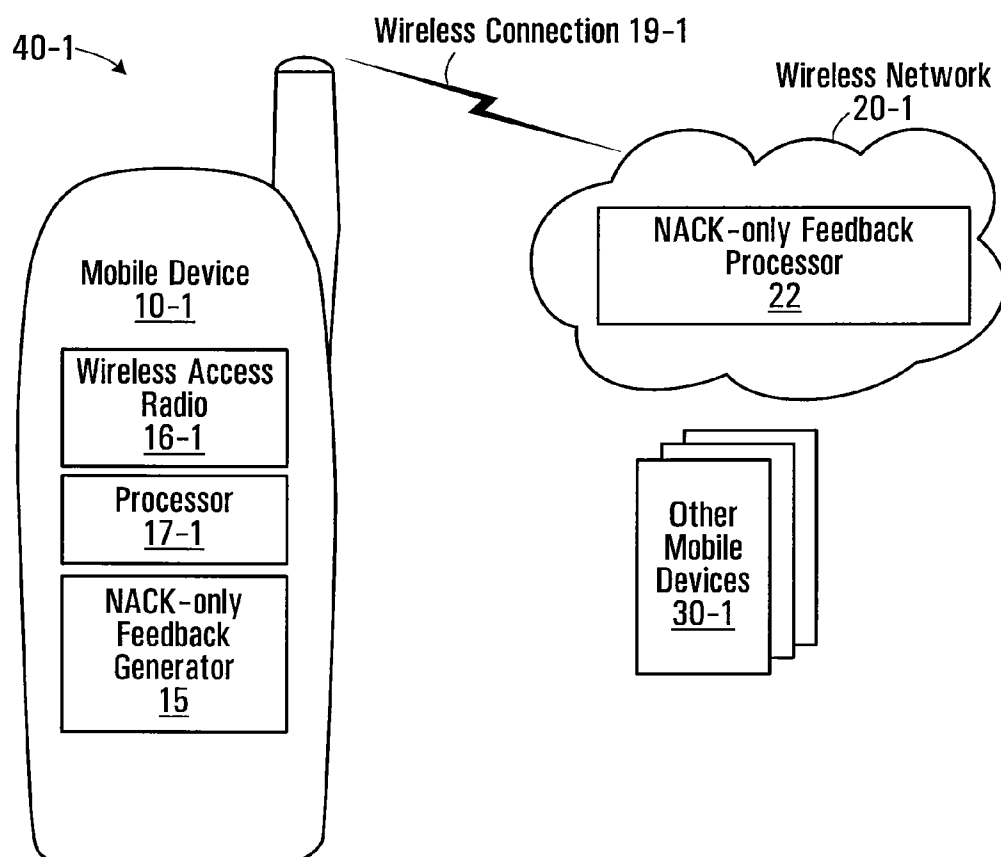 40-1
Wireless Connection 19-1
Wireless Network
20-1
NACK-only Feedback
Processor
22
Mobile Device
10-1
Wireless Access
Radio
16-1
Processor
17-1
NACK-only
Feedback
Generator
15
Other
Mobile
Devices
30-1